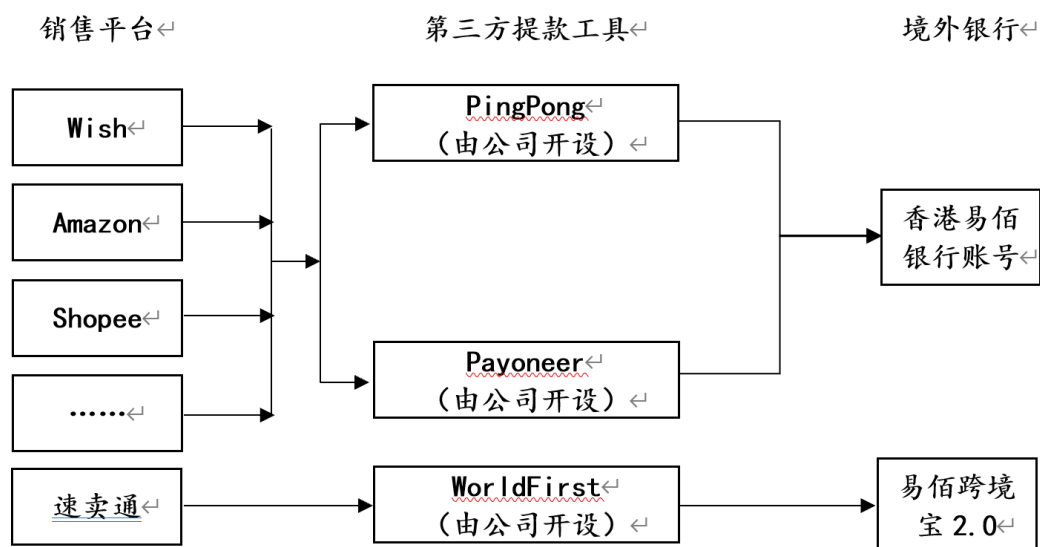 销售平台 第三方提款工具 境外银行
Wish
Amazon
Shopee
……
速卖通
PingPong
（由公司开设）
Payoneer
（由公司开设）
WorldFirst
（由公司开设）
香港易佰
银行账号
易佰跨境
宝 2.0